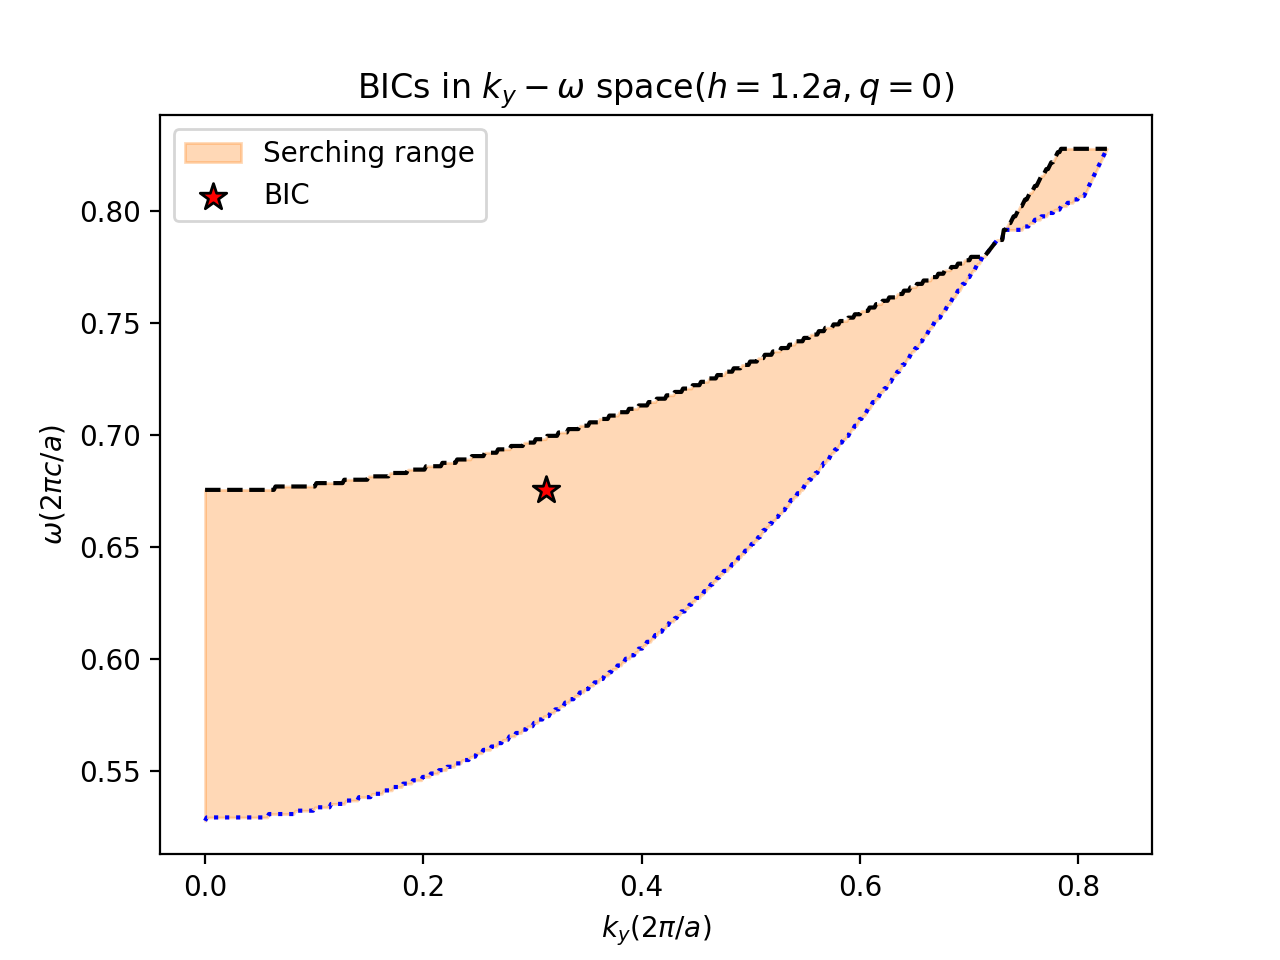 BICs in $k_y - \omega$ space($h = 1.2a, q = 0$)
Serching range
BIC
0.80
0.75
0.70
0.65
0.60
0.55
$\omega(2\pi c/a)$
0.0 0.2 0.4 0.6 0.8
$k_y(2\pi/a)$